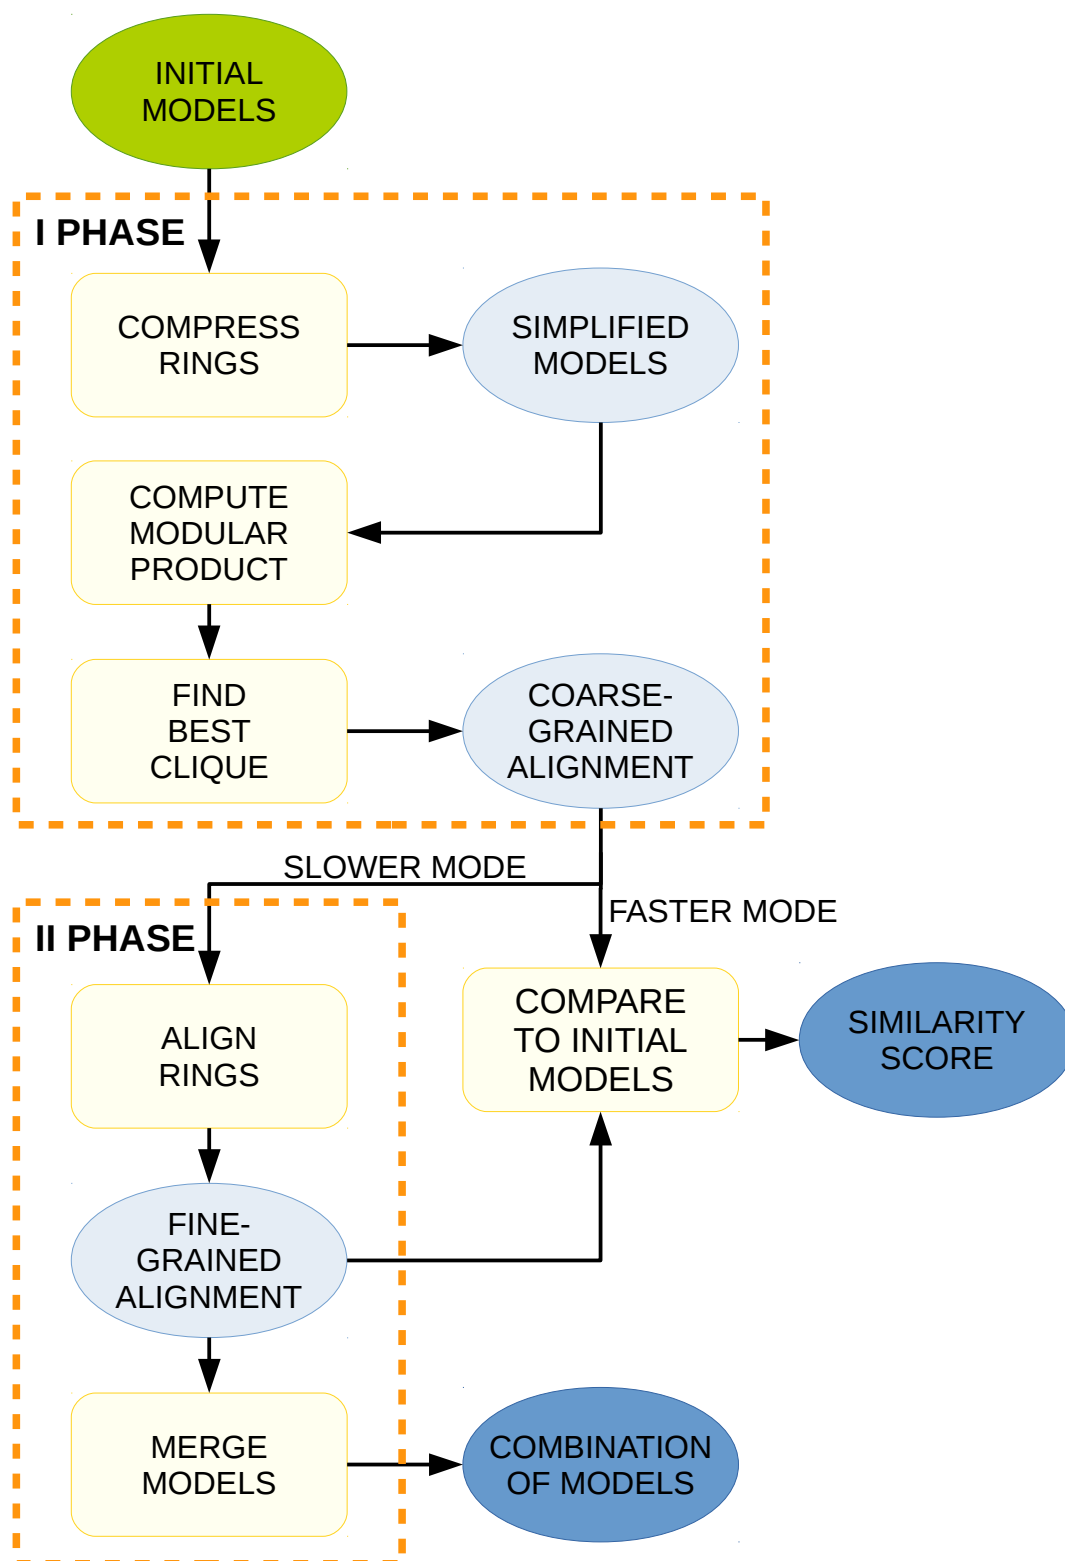 INITIAL
MODELS
I PHASE
COMPRESS
RINGS
SIMPLIFIED
MODELS
COMPUTE
MODULAR
PRODUCT
FIND
BEST
CLIQUE
COARSE-
GRAINED
ALIGNMENT
SLOWER MODE
FASTER MODE
II PHASE
ALIGN
RINGS
COMPARE
TO INITIAL
MODELS
SIMILARITY
SCORE
FINE-
GRAINED
ALIGNMENT
MERGE
MODELS
COMBINATION
OF MODELS